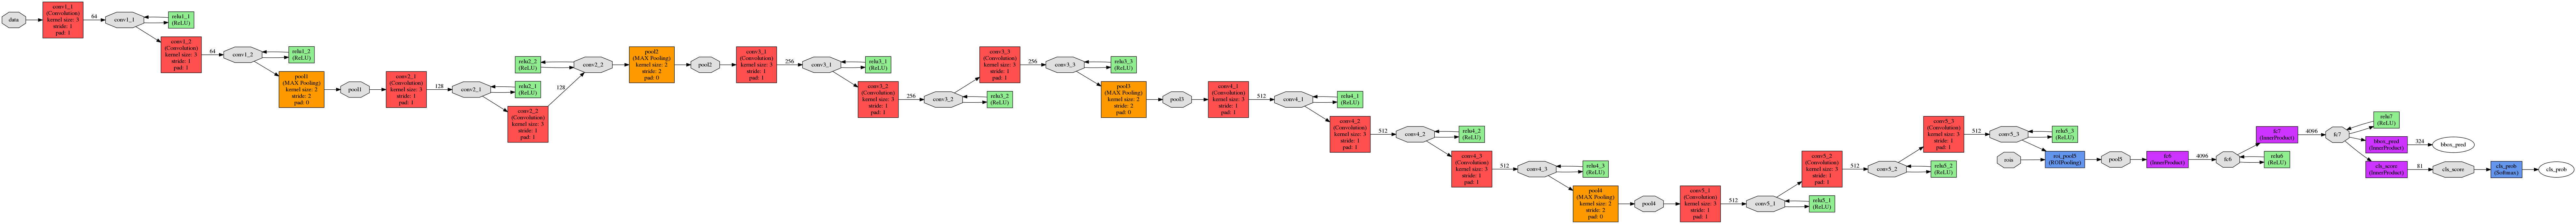 data
conv1_1
(Convolution)
kernel size: 3
stride: 1
pad: 1
64
conv1_1
relu1_1
(ReLU)
conv1_2
(Convolution)
kernel size: 3
stride: 1
pad: 1
64
conv1_2
relu1_2
(ReLU)
pool1
(MAX Pooling)
kernel size: 2
stride: 2
pad: 0
pool1
conv2_1
(Convolution)
kernel size: 3
stride: 1
pad: 1
128
conv2_1
relu2_1
(ReLU)
conv2_2
(Convolution)
kernel size: 3
stride: 1
pad: 1
128
relu2_2
(ReLU)
conv2_2
pool2
(MAX Pooling)
kernel size: 2
stride: 2
pad: 0
pool2
conv3_1
(Convolution)
kernel size: 3
stride: 1
pad: 1
256
conv3_1
relu3_1
(ReLU)
conv3_2
(Convolution)
kernel size: 3
stride: 1
pad: 1
256
conv3_2
relu3_2
(ReLU)
conv3_3
(Convolution)
kernel size: 3
stride: 1
pad: 1
256
conv3_3
relu3_3
(ReLU)
pool3
(MAX Pooling)
kernel size: 2
stride: 2
pad: 0
pool3
conv4_1
(Convolution)
kernel size: 3
stride: 1
pad: 1
512
conv4_1
relu4_1
(ReLU)
conv4_2
(Convolution)
kernel size: 3
stride: 1
pad: 1
512
conv4_2
relu4_2
(ReLU)
conv4_3
(Convolution)
kernel size: 3
stride: 1
pad: 1
512
conv4_3
relu4_3
(ReLU)
pool4
(MAX Pooling)
kernel size: 2
stride: 2
pad: 0
pool4
conv5_1
(Convolution)
kernel size: 3
stride: 1
pad: 1
512
conv5_1
relu5_1
(ReLU)
conv5_2
(Convolution)
kernel size: 3
stride: 1
pad: 1
512
conv5_2
relu5_2
(ReLU)
conv5_3
(Convolution)
kernel size: 3
stride: 1
pad: 1
512
conv5_3
relu5_3
(ReLU)
rois
roi_pool5
(ROIPooling)
pool5
fc6
(InnerProduct)
4096
fc6
relu6
(ReLU)
fc7
(InnerProduct)
4096
fc7
relu7
(ReLU)
bbox_pred
(InnerProduct)
324
bbox_pred
cls_score
(InnerProduct)
81
cls_score
cls_prob
(Softmax)
cls_prob